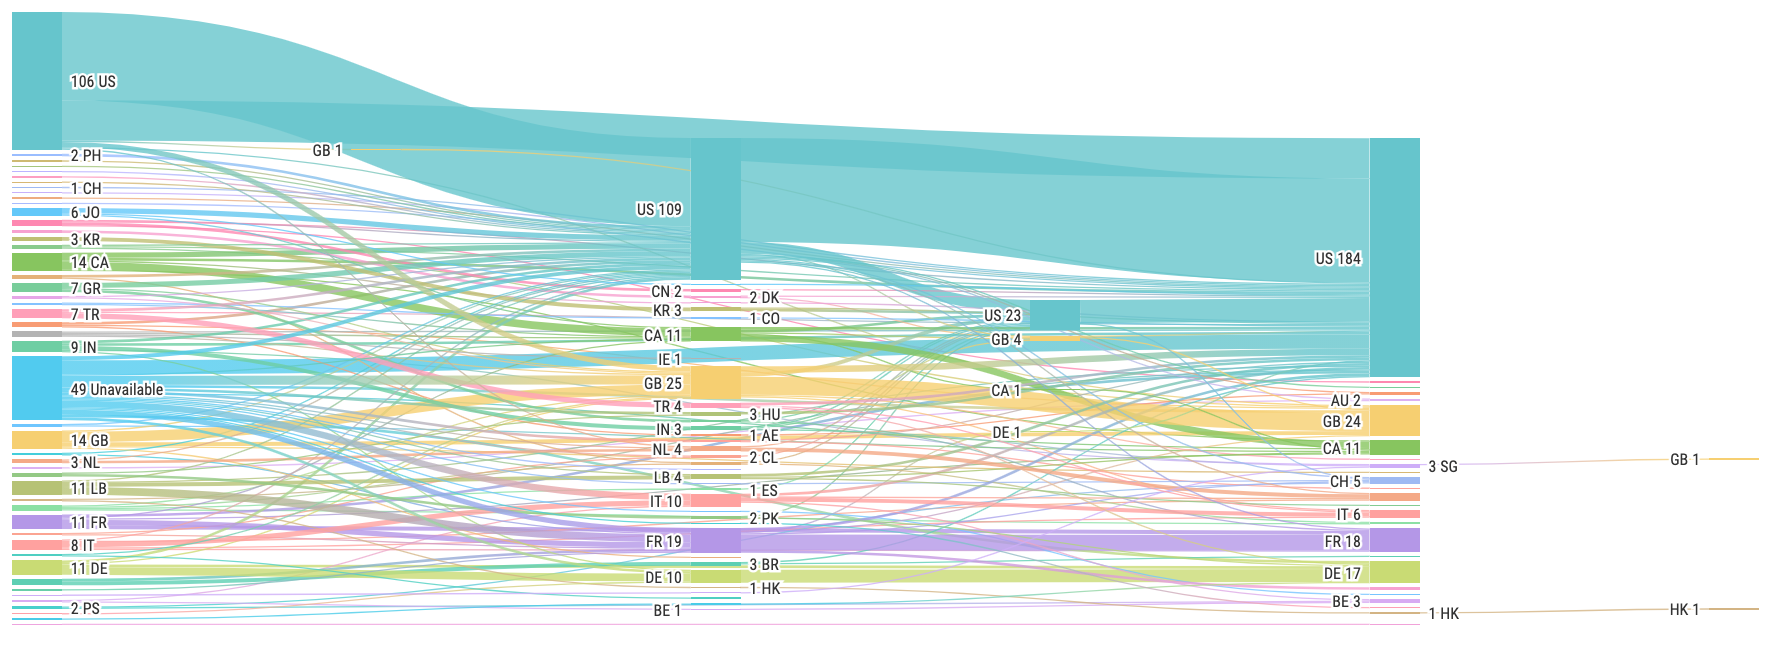 106 US
2 PH
1 CH
6 JO
3 KR
14 CA
7 GR
7 TR
9 IN
49 Unavailable
14 GB
3 NL
11 LB
11 FR
8 IT
11 DE
2 PS
GB 1
US 109
CN 2
KR 3
CA 11
IE 1
GB 25
TR 4
IN 3
NL 4
LB 4
IT 10
FR 19
DE 10
BE 1
2 DK
1 CO
3 HU
1 AE
2 CL
1 ES
2 PK
3 BR
1 HK
US 23
GB 4
CA 1
DE 1
US 184
AU 2
GB 24
CA 11
CH 5
IT 6
FR 18
DE 17
BE 3
3 SG
1 HK
GB 1
HK 1